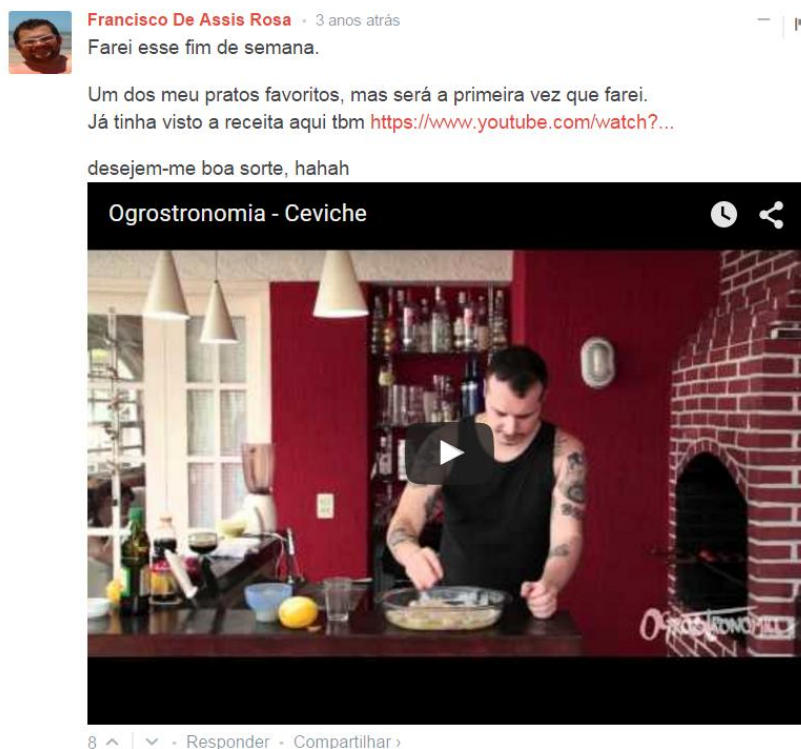 Francisco De Assis Rosa · 3 anos atrás
Farei esse fim de semana.
Um dos meu pratos favoritos, mas será a primeira vez que farei.
Já tinha visto a receita aqui tbm https://www.youtube.com/watch?...
desejem-me boa sorte, hahah
Ogrostronomia - Ceviche
OGROSTRONOMIA
8 Responder · Compartilhar ›